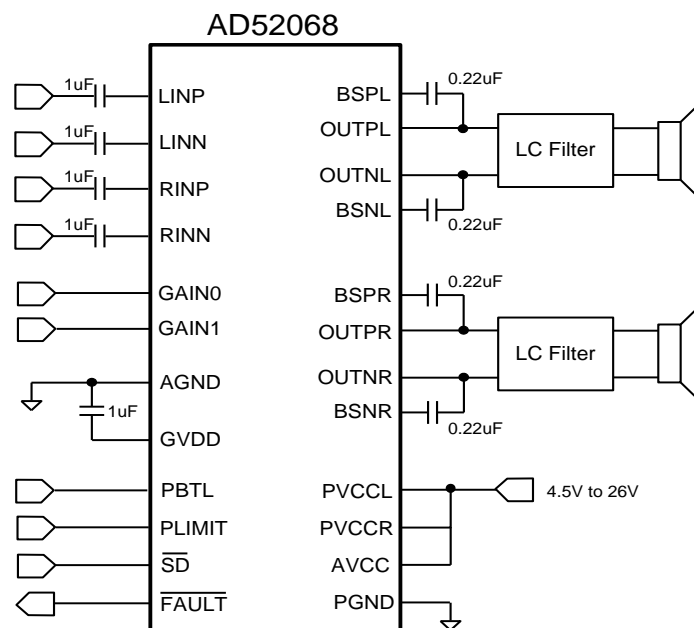 AD52068
1uF
LINP
1uF
LINN
1uF
RINP
1uF
RINN
GAIN0
GAIN1
AGND
1uF
GVDD
PBTL
PLIMIT
SD
FAULT
BSPL
0.22uF
OUTPL
LC Filter
OUTNL
BSNL
0.22uF
BSPR
0.22uF
OUTPR
LC Filter
OUTNR
BSNR
0.22uF
PVCCL
4.5V to 26V
PVCCR
AVCC
PGND